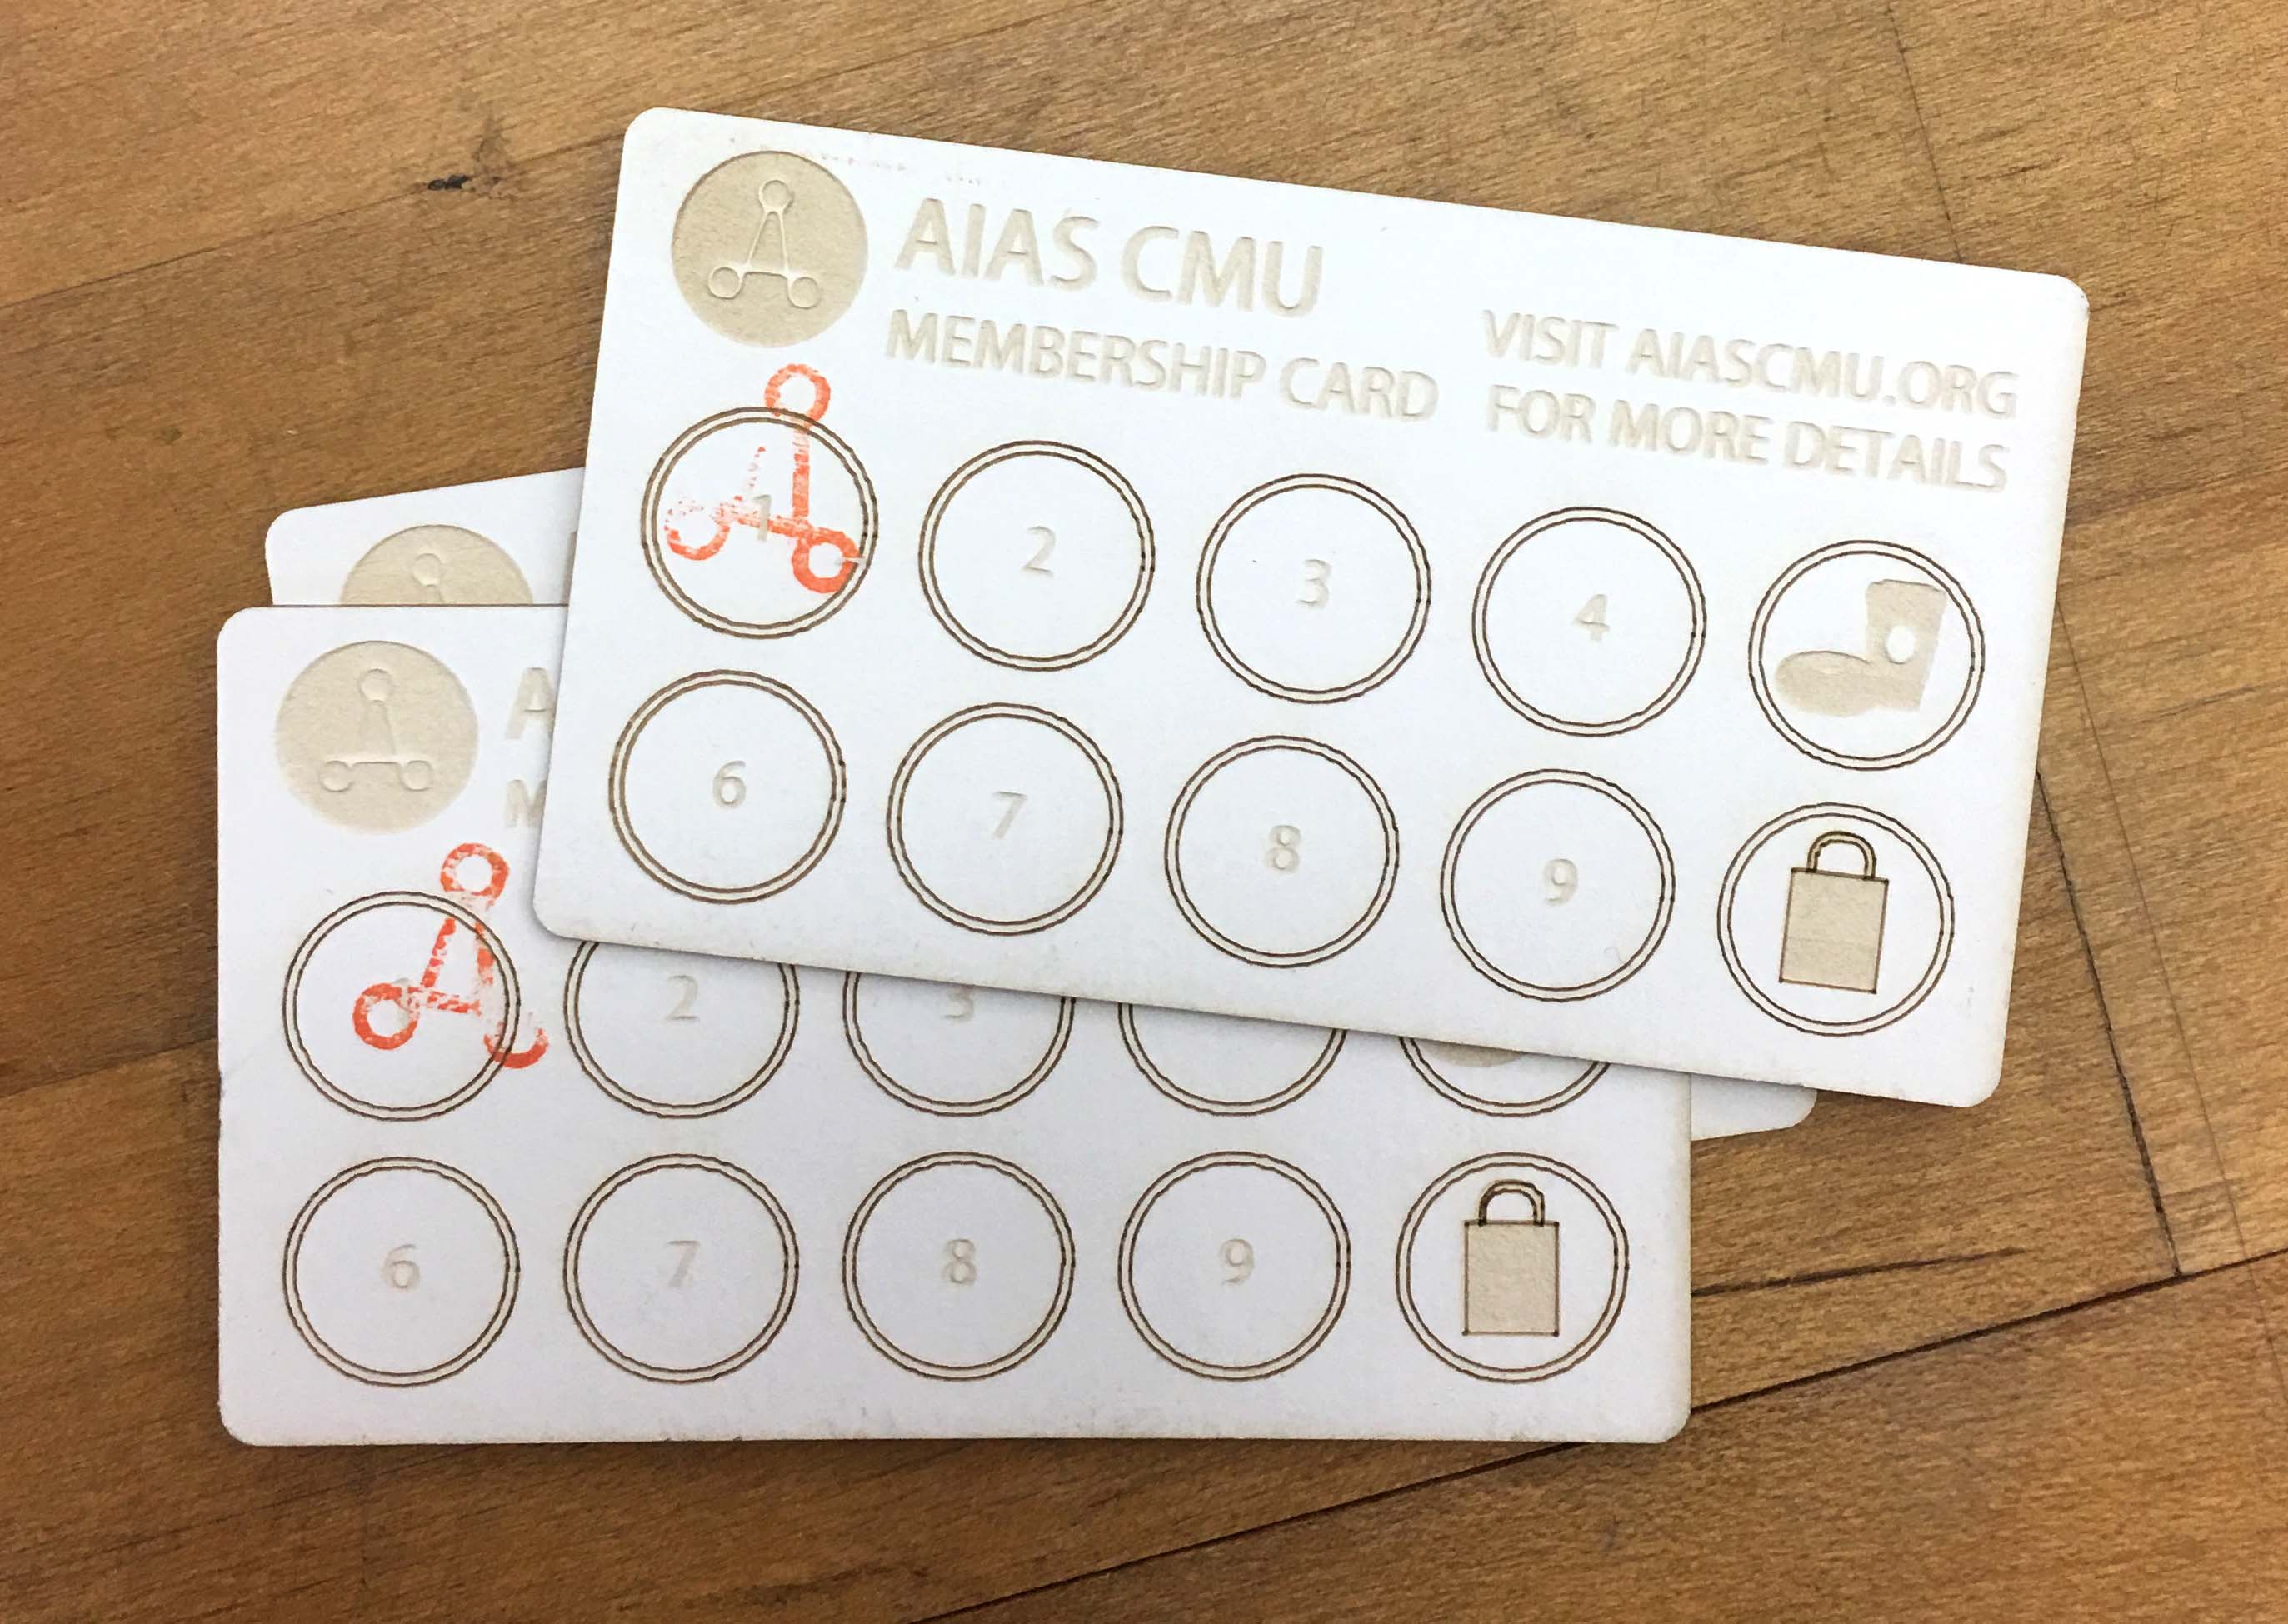 AIAS CMU
MEMBERSHIP CARD
VISIT AIASCMU.ORG
FOR MORE DETAILS
1 2 3 4
6 7 8 9
A
M
2 3
6 7 8 9